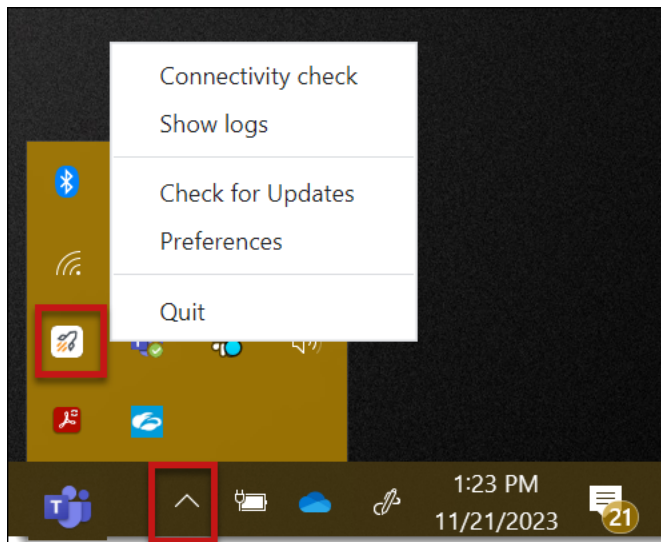 Connectivity check
Show logs
Check for Updates
Preferences
Quit
T
1:23 PM
11/21/2023
21